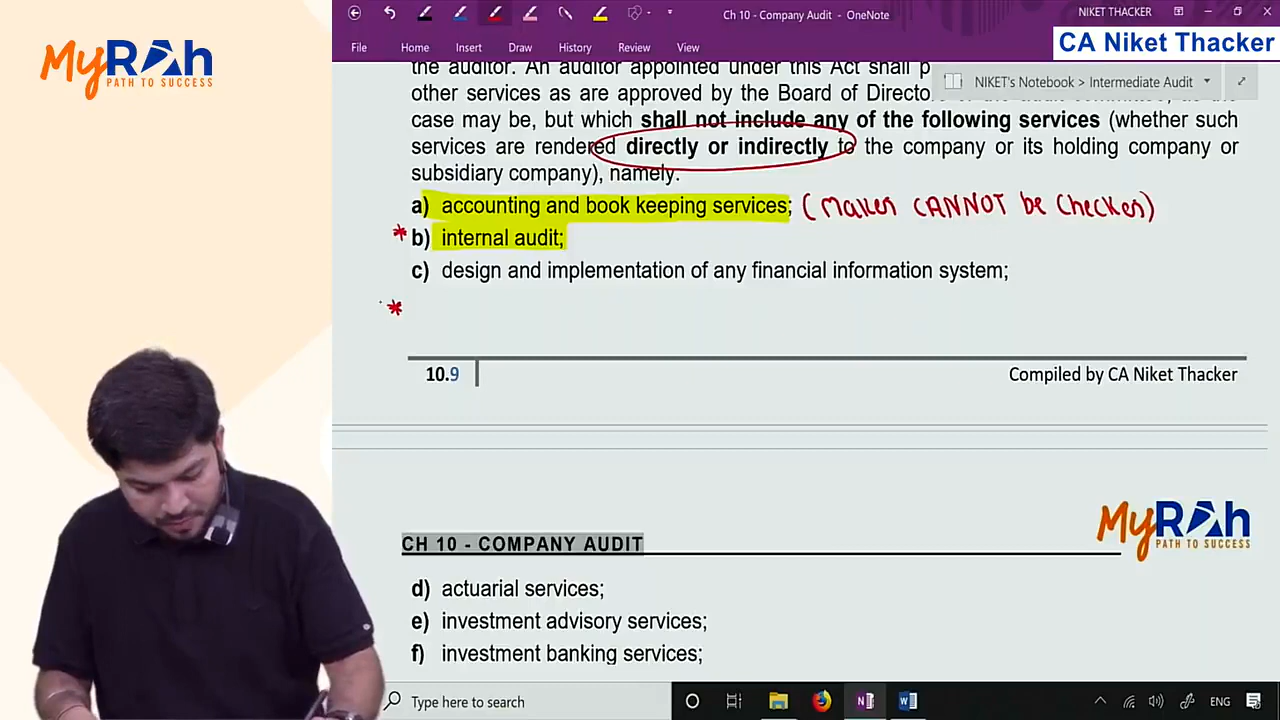 MyRAh
PATH TO SUCCESS
Ch 10 - Company Audit - OneNote
NIKET THACKER
File Home Insert Draw History Review View
CA Niket Thacker
NIKET's Notebook > Intermediate Audit
the auditor. An auditor appointed under this Act shall p
other services as are approved by the Board of Director
case may be, but which shall not include any of the following services (whether such
services are rendered directly or indirectly to the company or its holding company or
subsidiary company), namely:
a) accounting and book keeping services; (Maker CANNOT be Checker)
* b) internal audit;
c) design and implementation of any financial information system;
*
10.9
Compiled by CA Niket Thacker
MyRAh
PATH TO SUCCESS
CH 10 - COMPANY AUDIT
d) actuarial services;
e) investment advisory services;
f) investment banking services;
Type here to search
ENG